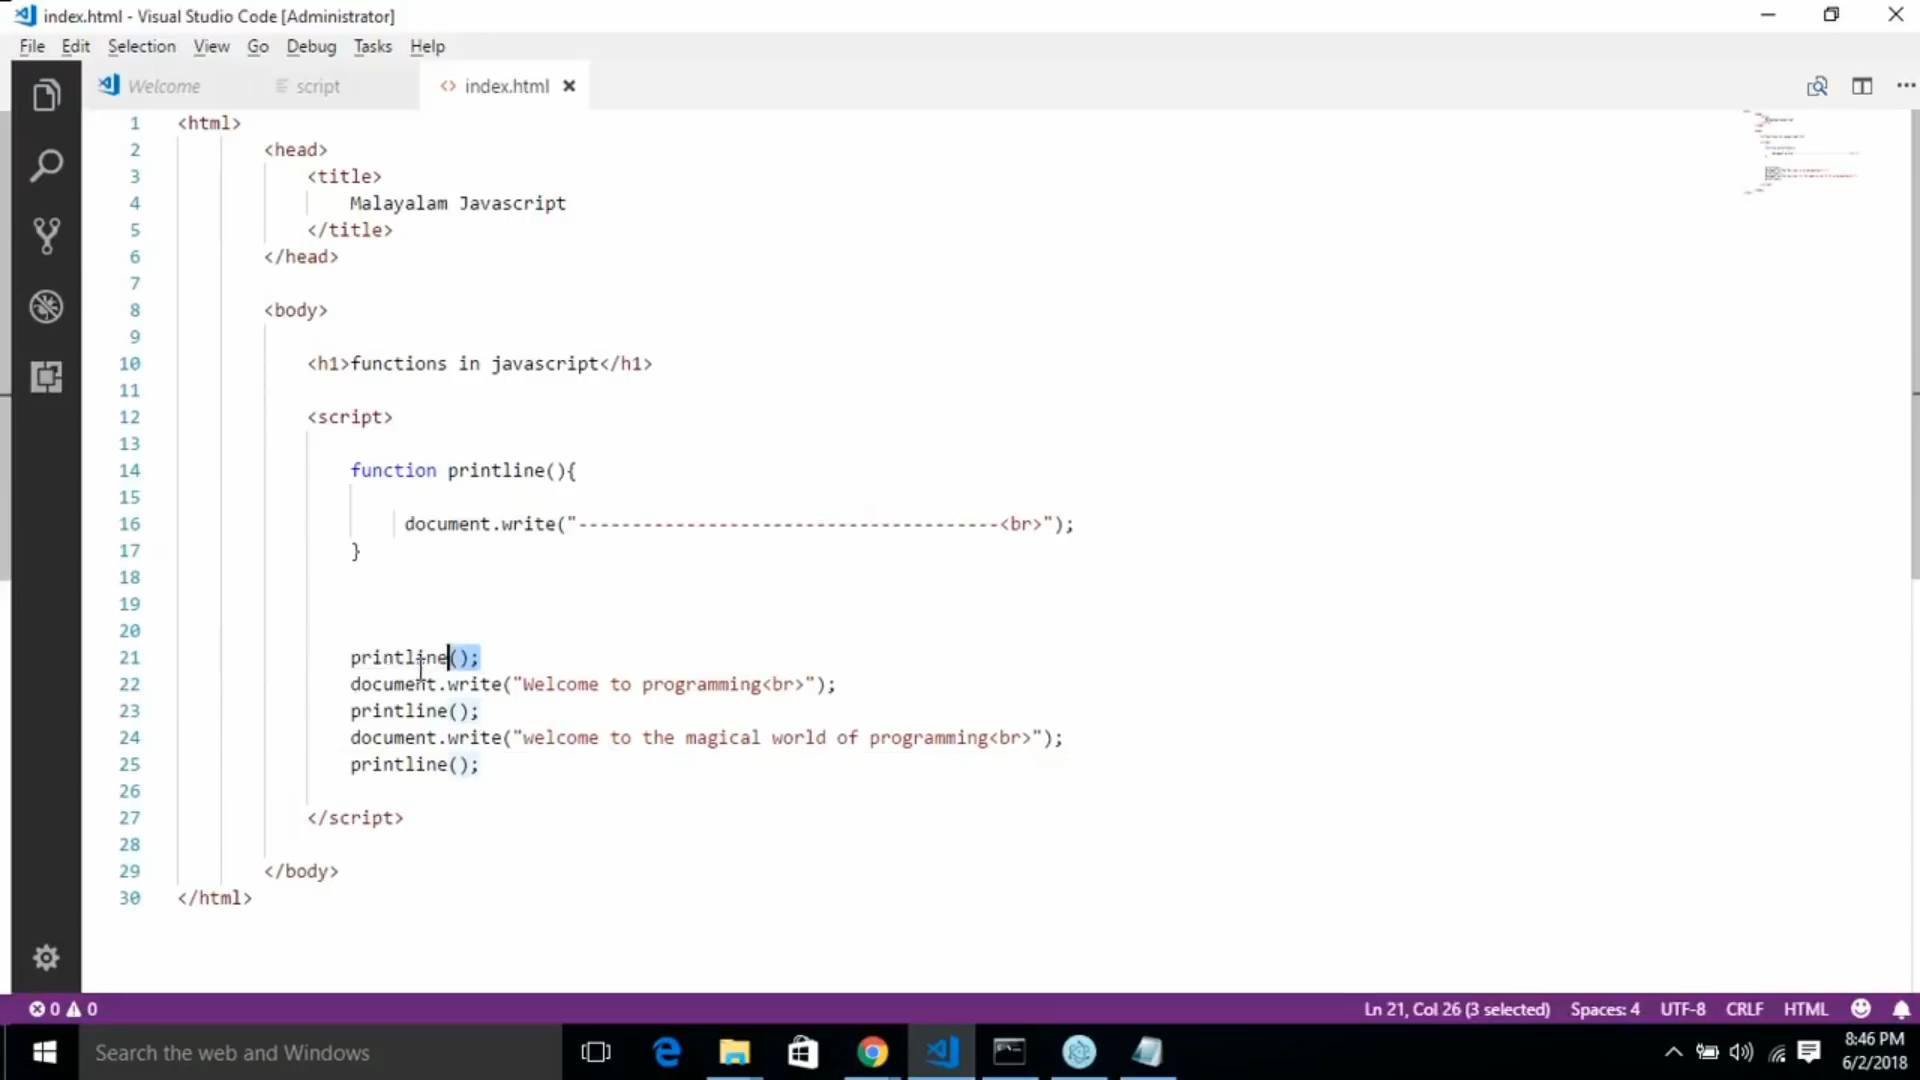 index.html - Visual Studio Code [Administrator]
File Edit Selection View Go Debug Tasks Help
Welcome script index.html
1 <html>
2 <head>
3 <title>
4 Malayalam Javascript
5 </title>
6 </head>
7
8 <body>
9
10 <h1>functions in javascript</h1>
11
12 <script>
13
14 function printline(){
15
16 document.write("---------------------------------------<br>");
17 }
18
19
20
21 printline();
22 document.write("Welcome to programming<br>");
23 printline();
24 document.write("welcome to the magical world of programming<br>");
25 printline();
26
27 </script>
28
29 </body>
30 </html>
0 0 Ln 21, Col 26 (3 selected) Spaces: 4 UTF-8 CRLF HTML
Search the web and Windows
8:46 PM
6/2/2018